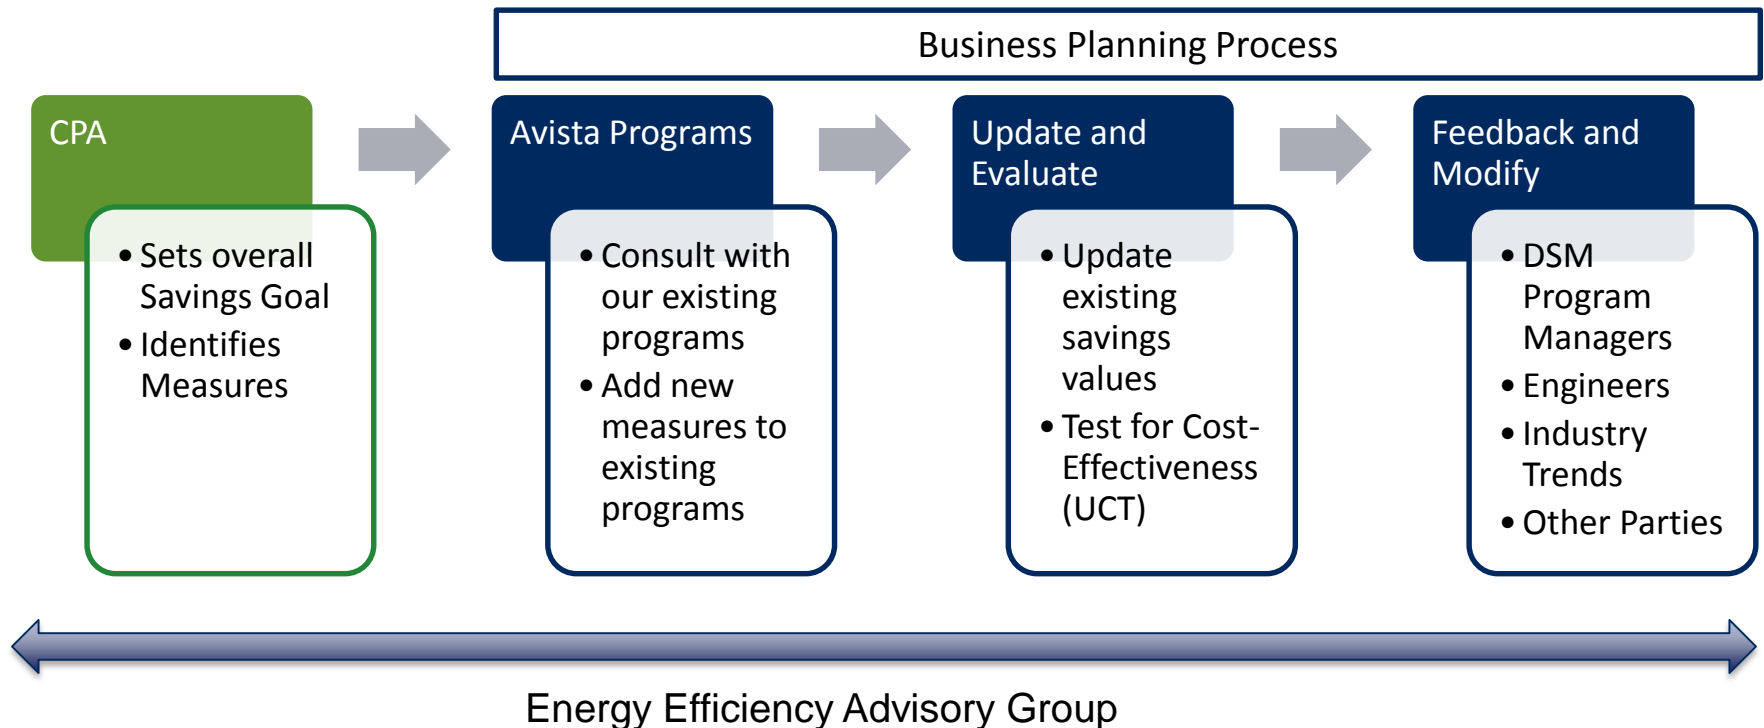 Business Planning Process
CPA
• Sets overall
Savings Goal
• Identifies
Measures
Avista Programs
• Consult with
our existing
programs
• Add new
measures to
existing
programs
Update and
Evaluate
• Update
existing
savings
values
• Test for Cost-
Effectiveness
(UCT)
Feedback and
Modify
• DSM
Program
Managers
• Engineers
• Industry
Trends
• Other Parties
Energy Efficiency Advisory Group